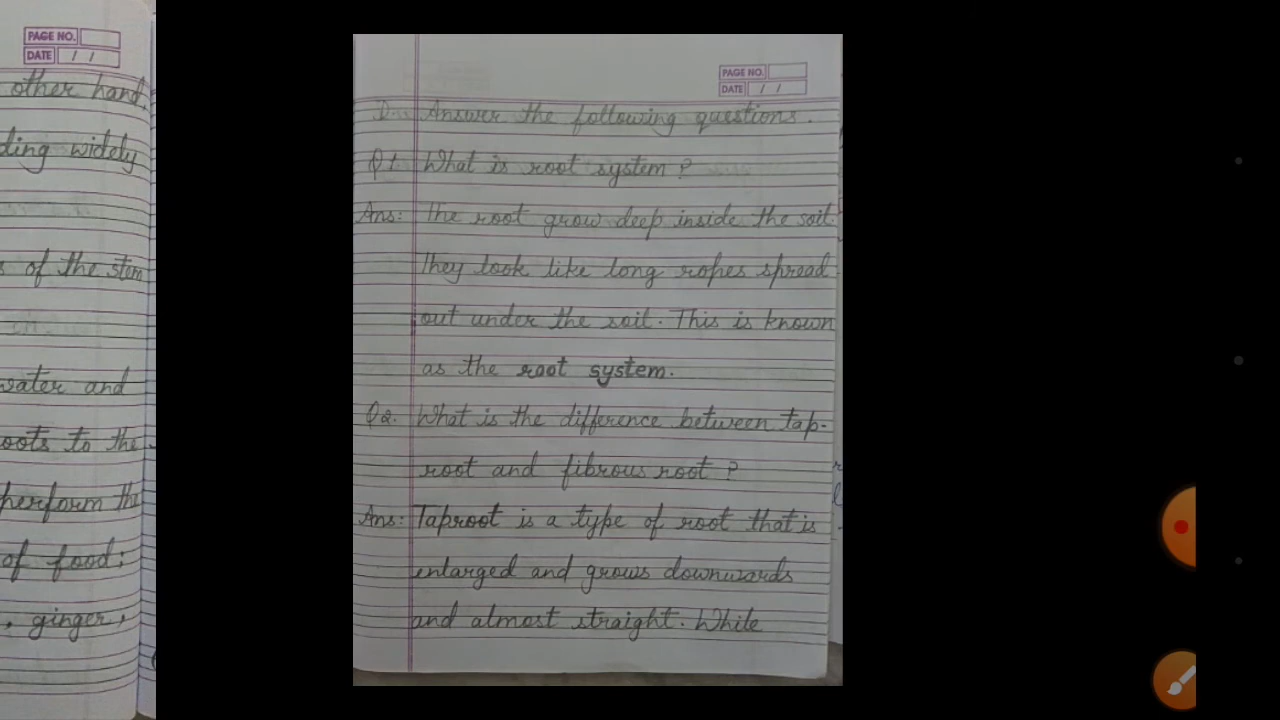 PAGE NO.
DATE / /
other hand,
ding widely
s of the stem
water and
oots to the
perform the
of food:
, ginger,
PAGE NO.
DATE / /
D. Answer the following questions.
Q1. What is root system?
Ans: The root grow deep inside the soil.
They look like long ropes spread
out under the soil. This is known
as the root system.
Q2. What is the difference between tap-
root and fibrous root?
Ans: Taproot is a type of root that is
enlarged and grows downwards
and almost straight. While